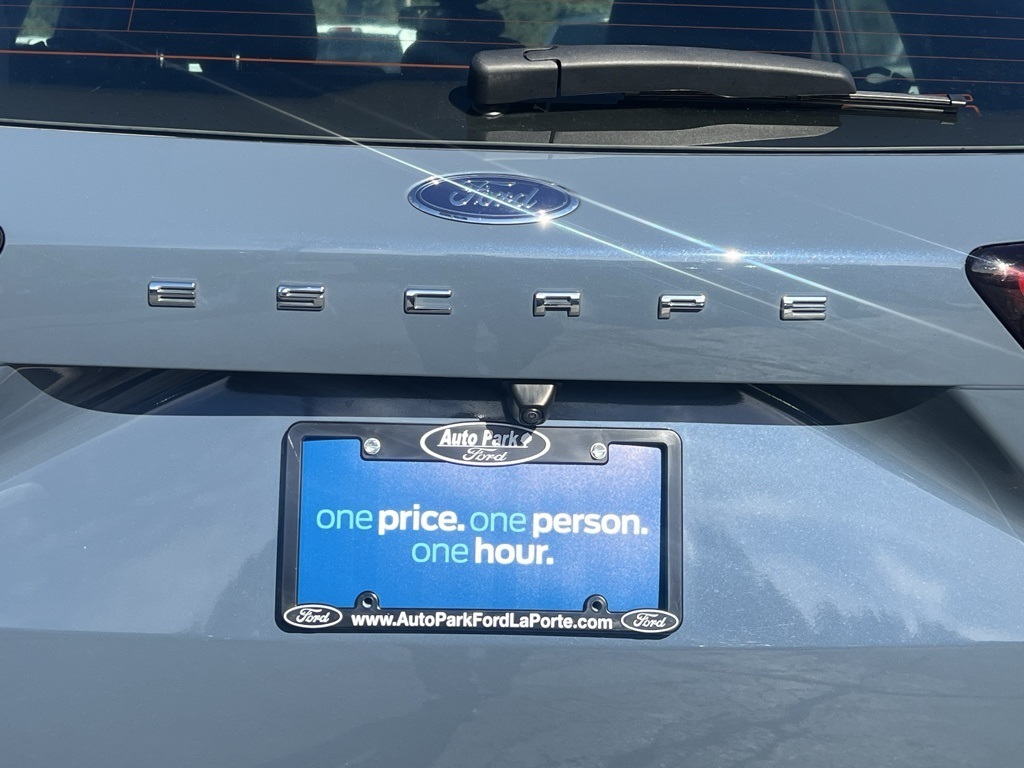 Ford
ESCAPE
Auto Park
Ford
one price. one person.
one hour.
Ford www.AutoParkFordLaPorte.com Ford